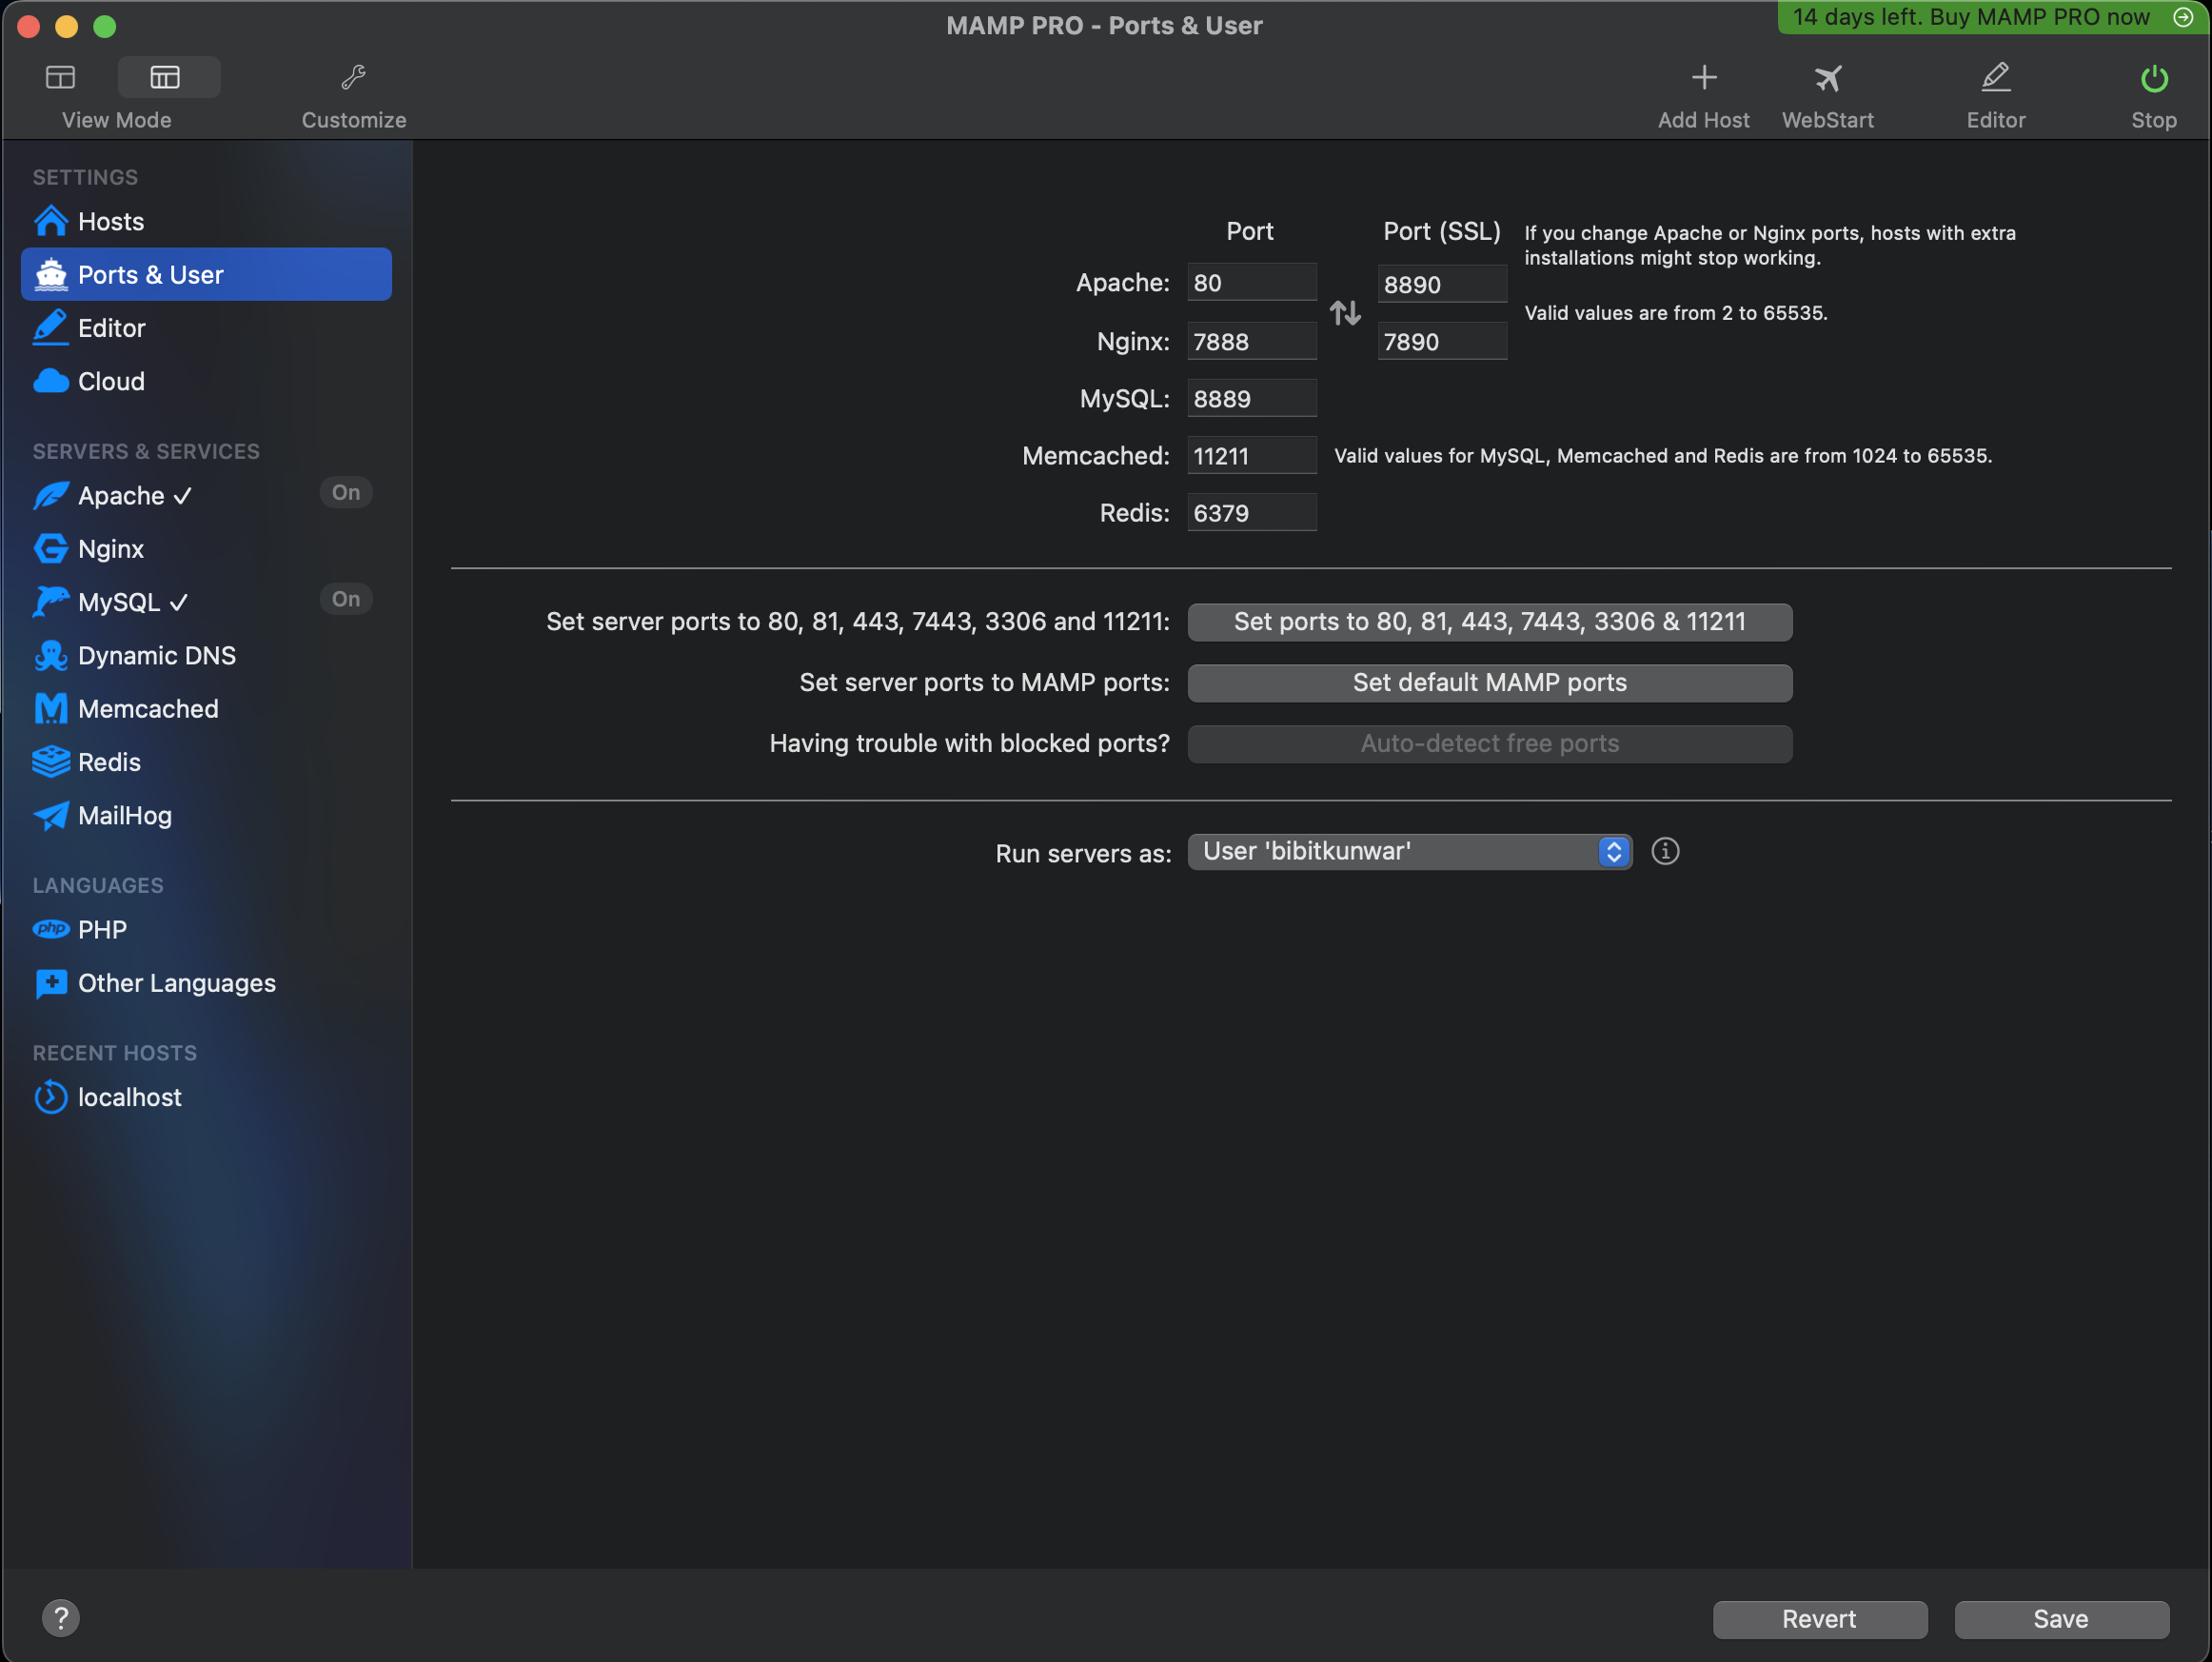 MAMP PRO - Ports & User
14 days left. Buy MAMP PRO now
View Mode
Customize
Add Host
WebStart
Editor
Stop
SETTINGS
Hosts
Ports & User
Editor
Cloud
SERVERS & SERVICES
Apache ✓ On
Nginx
MySQL ✓ On
Dynamic DNS
Memcached
Redis
MailHog
LANGUAGES
php PHP
Other Languages
RECENT HOSTS
localhost
Port Port (SSL)
If you change Apache or Nginx ports, hosts with extra
installations might stop working.
Valid values are from 2 to 65535.
Apache: 80 8890
Nginx: 7888 7890
MySQL: 8889
Memcached: 11211 Valid values for MySQL, Memcached and Redis are from 1024 to 65535.
Redis: 6379
Set server ports to 80, 81, 443, 7443, 3306 and 11211: Set ports to 80, 81, 443, 7443, 3306 & 11211
Set server ports to MAMP ports: Set default MAMP ports
Having trouble with blocked ports? Auto-detect free ports
Run servers as: User 'bibitkunwar'
?
Revert
Save